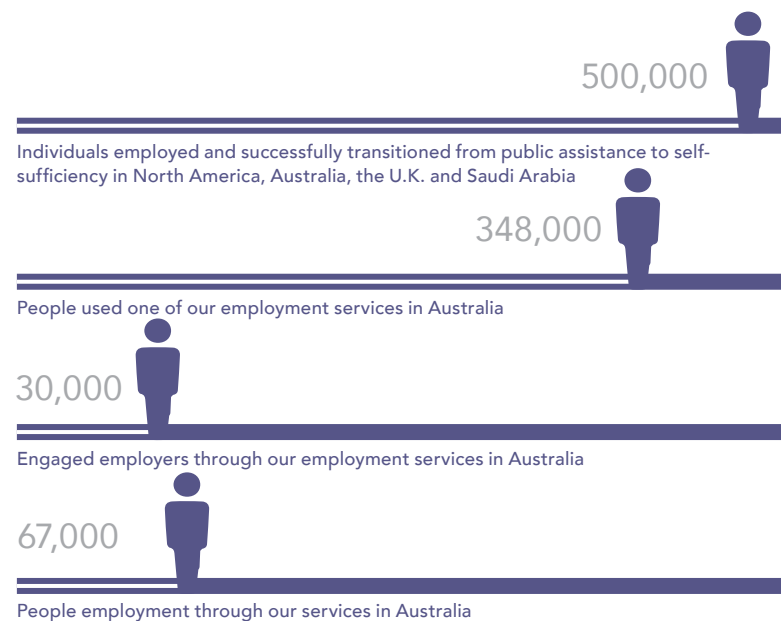 500,000
Individuals employed and successfully transitioned from public assistance to self-
sufficiency in North America, Australia, the U.K. and Saudi Arabia
348,000
People used one of our employment services in Australia
30,000
Engaged employers through our employment services in Australia
67,000
People employment through our services in Australia